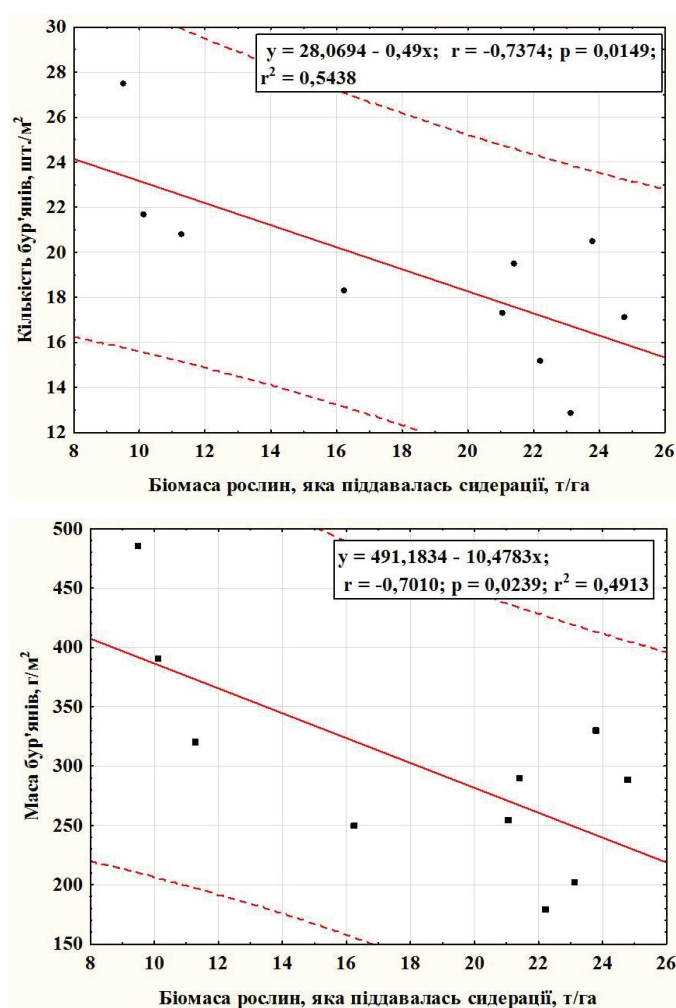 30
28
26
24
22
20
18
16
14
12
Кількість бур'янів, шт./м²
y = 28,0694 - 0,49x; r = -0,7374; p = 0,0149;
r² = 0,5438
8 10 12 14 16 18 20 22 24 26
Біомаса рослин, яка піддавалась сидерації, т/га
500
450
400
350
300
250
200
150
Маса бур'янів, г/м²
y = 491,1834 - 10,4783x;
r = -0,7010; p = 0,0239; r² = 0,4913
8 10 12 14 16 18 20 22 24 26
Біомаса рослин, яка піддавалась сидерації, т/га